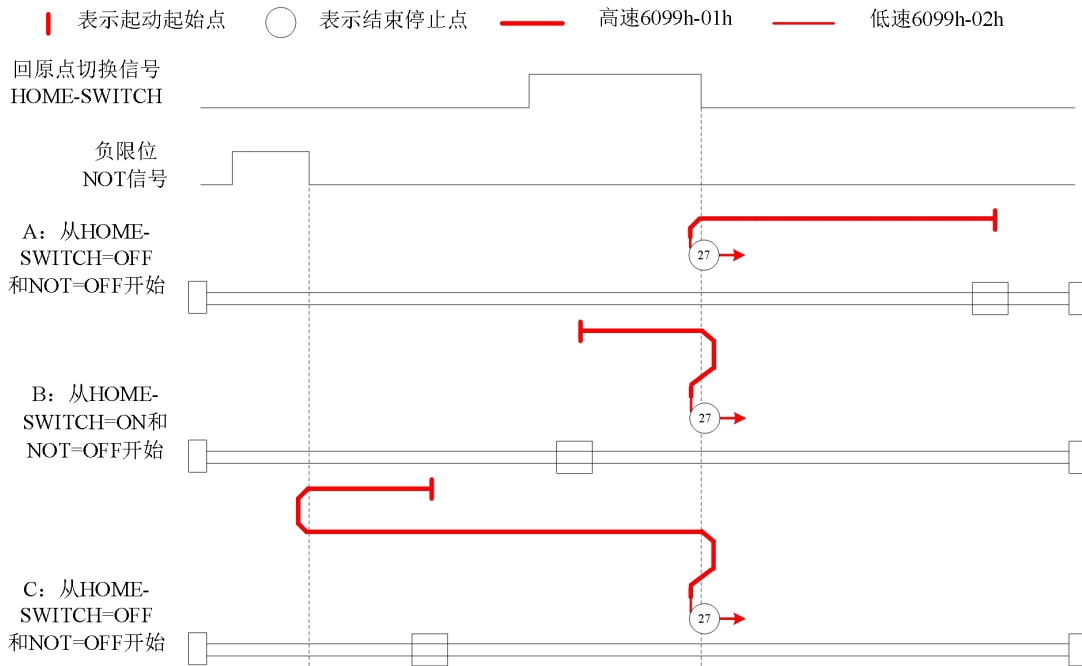 表示起动起始点 表示结束停止点 高速6099h-01h 低速6099h-02h
回原点切换信号
HOME-SWITCH
负限位
NOT信号
A：从HOME-
SWITCH=OFF
和NOT=OFF开始
27
B：从HOME-
SWITCH=ON和
NOT=OFF开始
27
C：从HOME-
SWITCH=OFF
和NOT=OFF开始
27